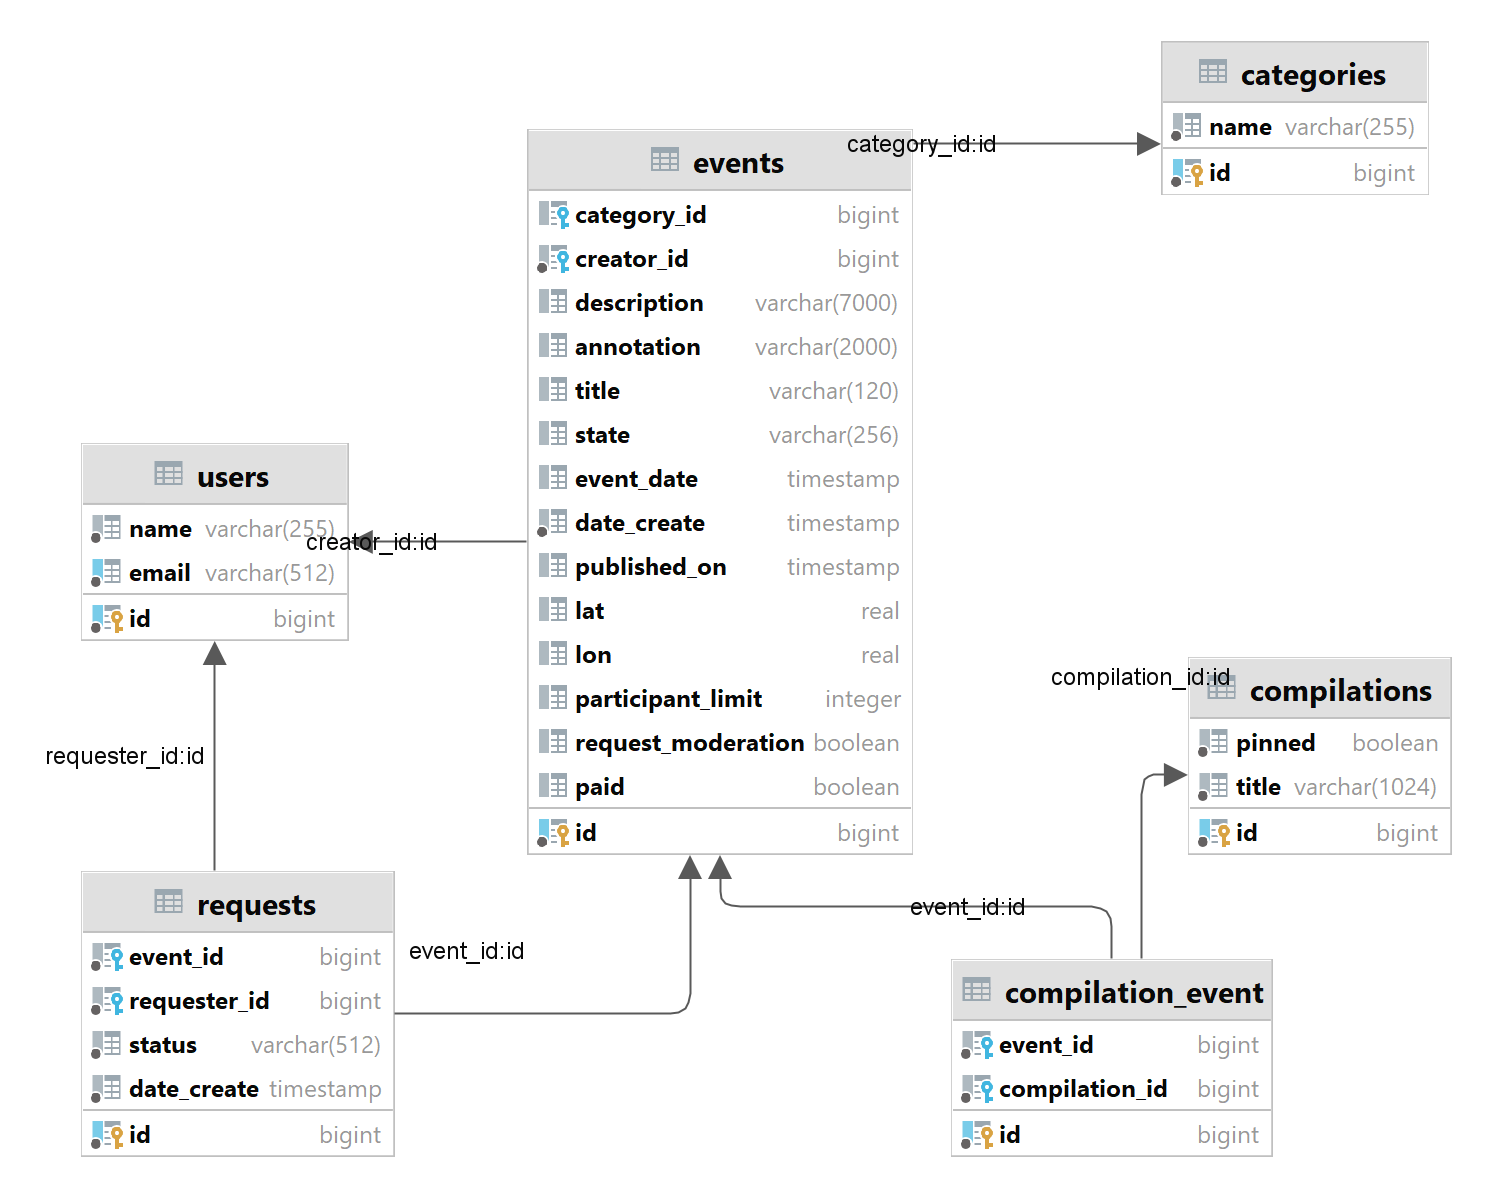 categories
name varchar(255)
id bigint
category_id:id
events
category_id bigint
creator_id bigint
description varchar(7000)
annotation varchar(2000)
title varchar(120)
state varchar(256)
event_date timestamp
date_create timestamp
published_on timestamp
lat real
lon real
participant_limit integer
request_moderation boolean
paid boolean
id bigint
users
name varchar(255)
email varchar(512)
id bigint
creator_id:id
requester_id:id
compilation_id:id
compilations
pinned boolean
title varchar(1024)
id bigint
requests
event_id bigint
requester_id bigint
status varchar(512)
date_create timestamp
id bigint
event_id:id
event_id:id
compilation_event
event_id bigint
compilation_id bigint
id bigint